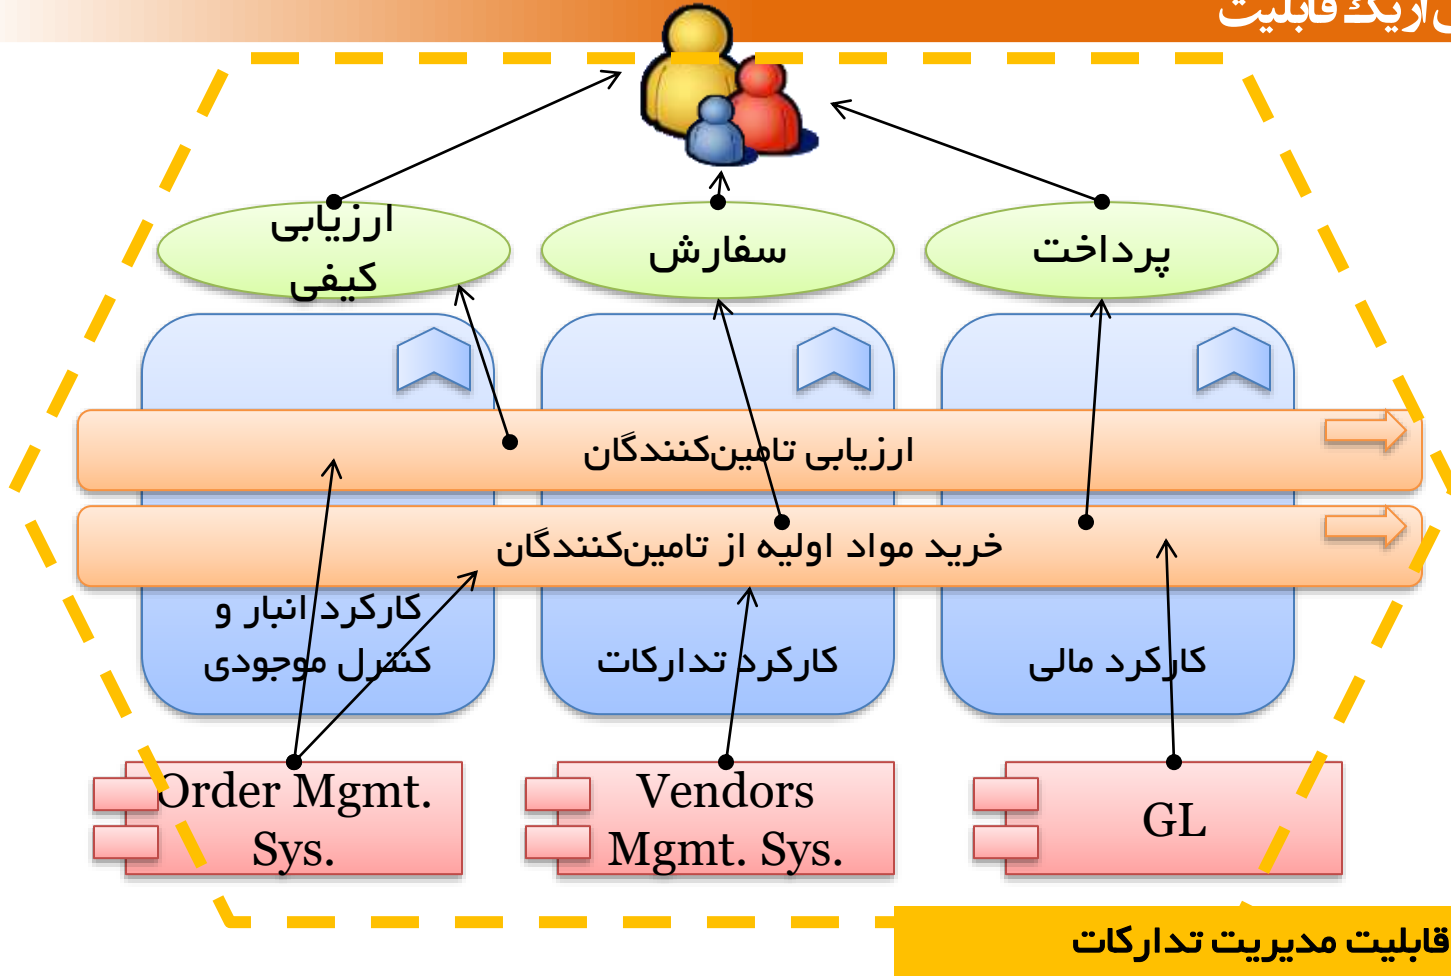 قابلیت
ارزیابی
کیفی
سفارش
پرداخت
ارزیابی تامین‌کنندگان
خرید مواد اولیه از تامین‌کنندگان
کارکرد انبار و
کنترل موجودی
کارکرد تدارکات
کارکرد مالی
Order Mgmt.
Sys.
Vendors
Mgmt. Sys.
GL
قابلیت مدیریت تدارکات